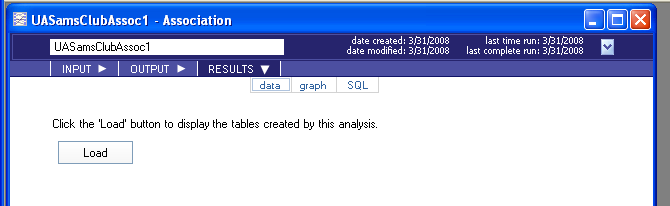 UASamsClubAssoc1 - Association
UASamsClubAssoc1
date created: 3/31/2008 last time run: 3/31/2008
date modified: 3/31/2008 last complete run: 3/31/2008
INPUT ▶ OUTPUT ▶ RESULTS ▼
data graph SQL
Click the 'Load' button to display the tables created by this analysis.
Load